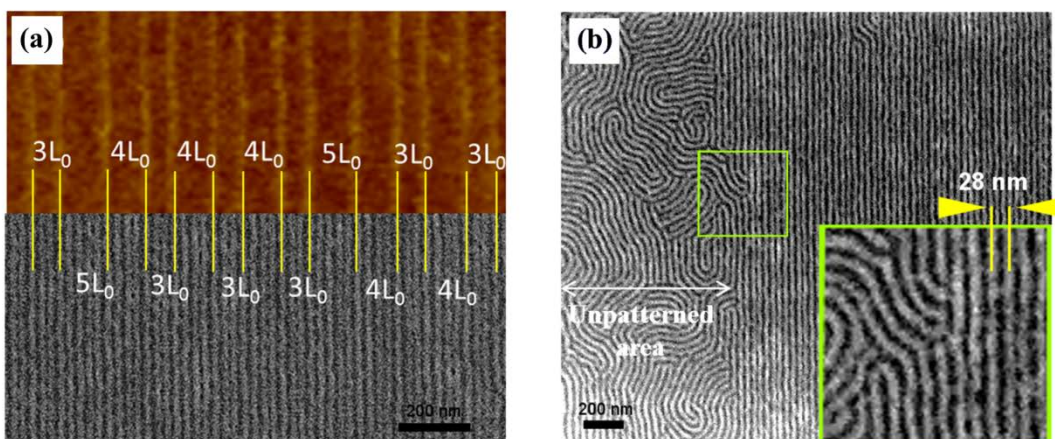 (a)
3L₀ 4L₀ 4L₀ 4L₀ 5L₀ 3L₀ 3L₀
5L₀ 3L₀ 3L₀ 3L₀ 4L₀ 4L₀
200 nm
(b)
28 nm
Unpatterned
area
200 nm